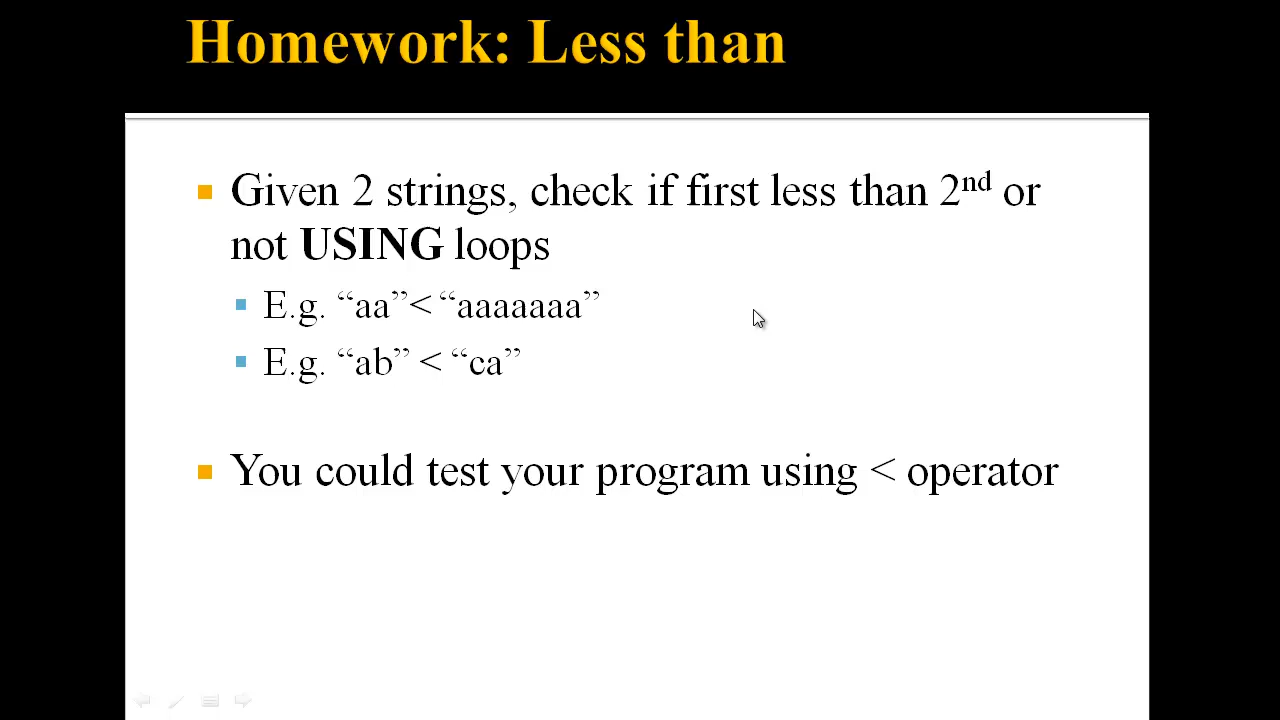 Homework: Less than
Given 2 strings, check if first less than 2nd or
not USING loops
E.g. “aa”< “aaaaaaa”
E.g. “ab” < “ca”
You could test your program using < operator